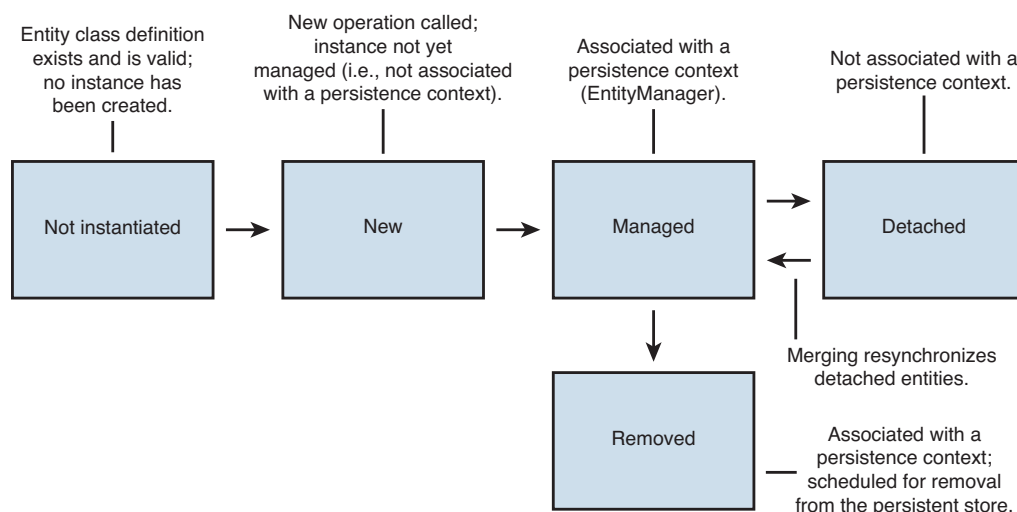 Entity class definition
exists and is valid;
no instance has
been created.
New operation called;
instance not yet
managed (i.e., not associated
with a persistence context).
Associated with a
persistence context
(EntityManager).
Not associated with a
persistence context.
Not instantiated
New
Managed
Detached
Merging resynchronizes
detached entities.
Removed
Associated with a
persistence context;
scheduled for removal
from the persistent store.